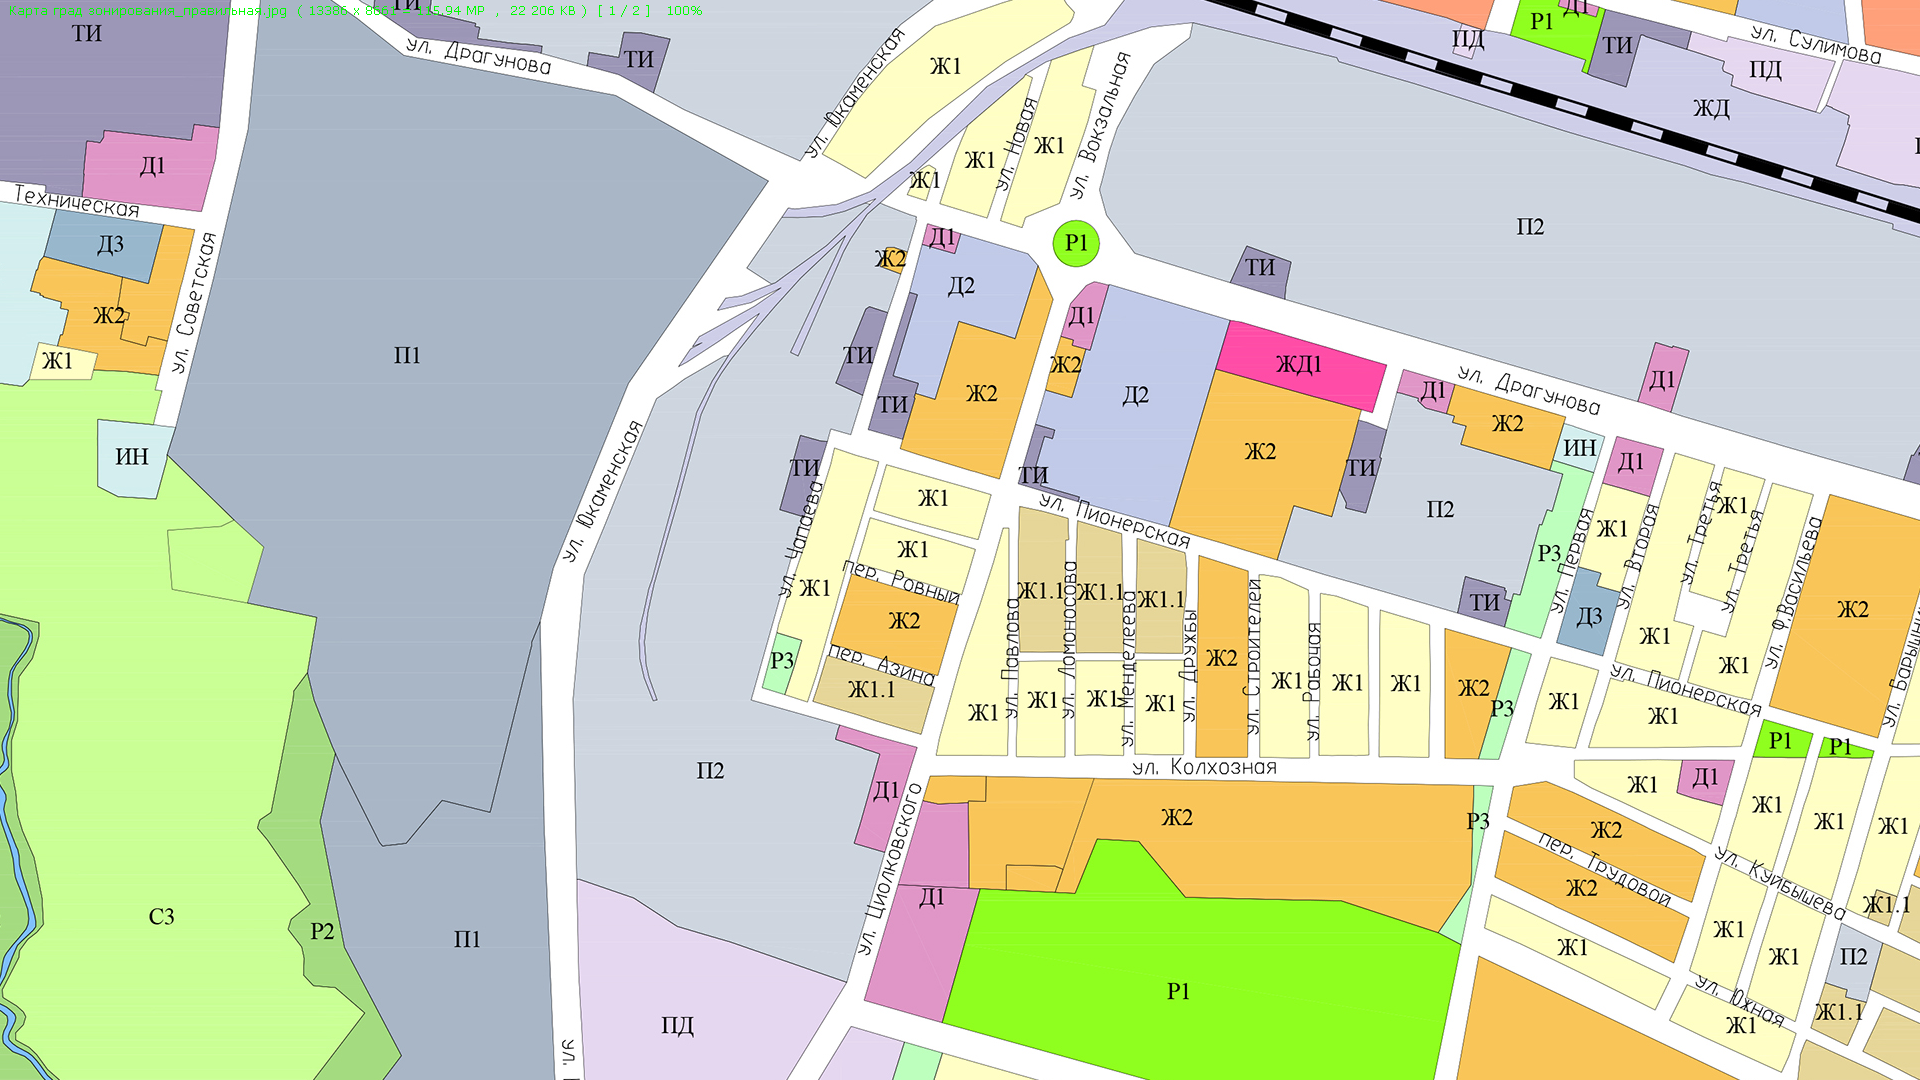 ТИ
ТИ
ул. Драгунова
ТИ
Ж1
ул. Юкаменская
Д1
Р1
ПД
ТИ
ул. Сулимова
ПД
ЖД
Д1
Техническая
Д3
Ж2
Ж1
ул. Советская
ИН
П1
Ж1
Ж1
ул. Новая
Ж1
ул. Вокзальная
Р1
П2
ТИ
Д1
Ж2
Д2
Д1
Ж2
ТИ
ТИ
Ж2
Д2
ЖД1
Д1
ул. Драгунова
Д1
Ж2
ИН
Д1
ТИ
ТИ
Ж2
ТИ
П2
ул. Юкаменская
ул. Чапаева
Ж1
ул. Пионерская
Ж1
пер. Ровный
Ж1
Ж2
Р3
пер. Азина
Ж1.1
Ж1
Ж1.1
Ж1.1
Ж1.1
ул. Павлова
ул. Ломоносова
ул. Менделеева
ул. Дружбы
ул. Строителей
ул. Рабочая
Ж1
Ж1
Ж1
Ж2
Ж1
Ж1
Ж1
Ж2
Р3
ТИ
Р3
ул. Первая
Ж1
Д3
ул. Вторая
Ж1
ул. Третья
Ж1
ул. Третья
Ж1
ул. Ф.Васильева
Ж2
Ж1
ул. Пионерская
Ж1
Р1
Р1
ул. Колхозная
П2
Д1
ул. Циолковского
Ж2
Р3
Ж1
Д1
Ж1
Ж1
Ж1
Ж2
пер. Трудовой
Ж2
ул. Куйбышева
Ж1.1
Д1
С3
Р2
П1
Ж1
Ж1
Ж1
П2
Р1
ул. Южная
Ж1
Ж1.1
ПД
ул.